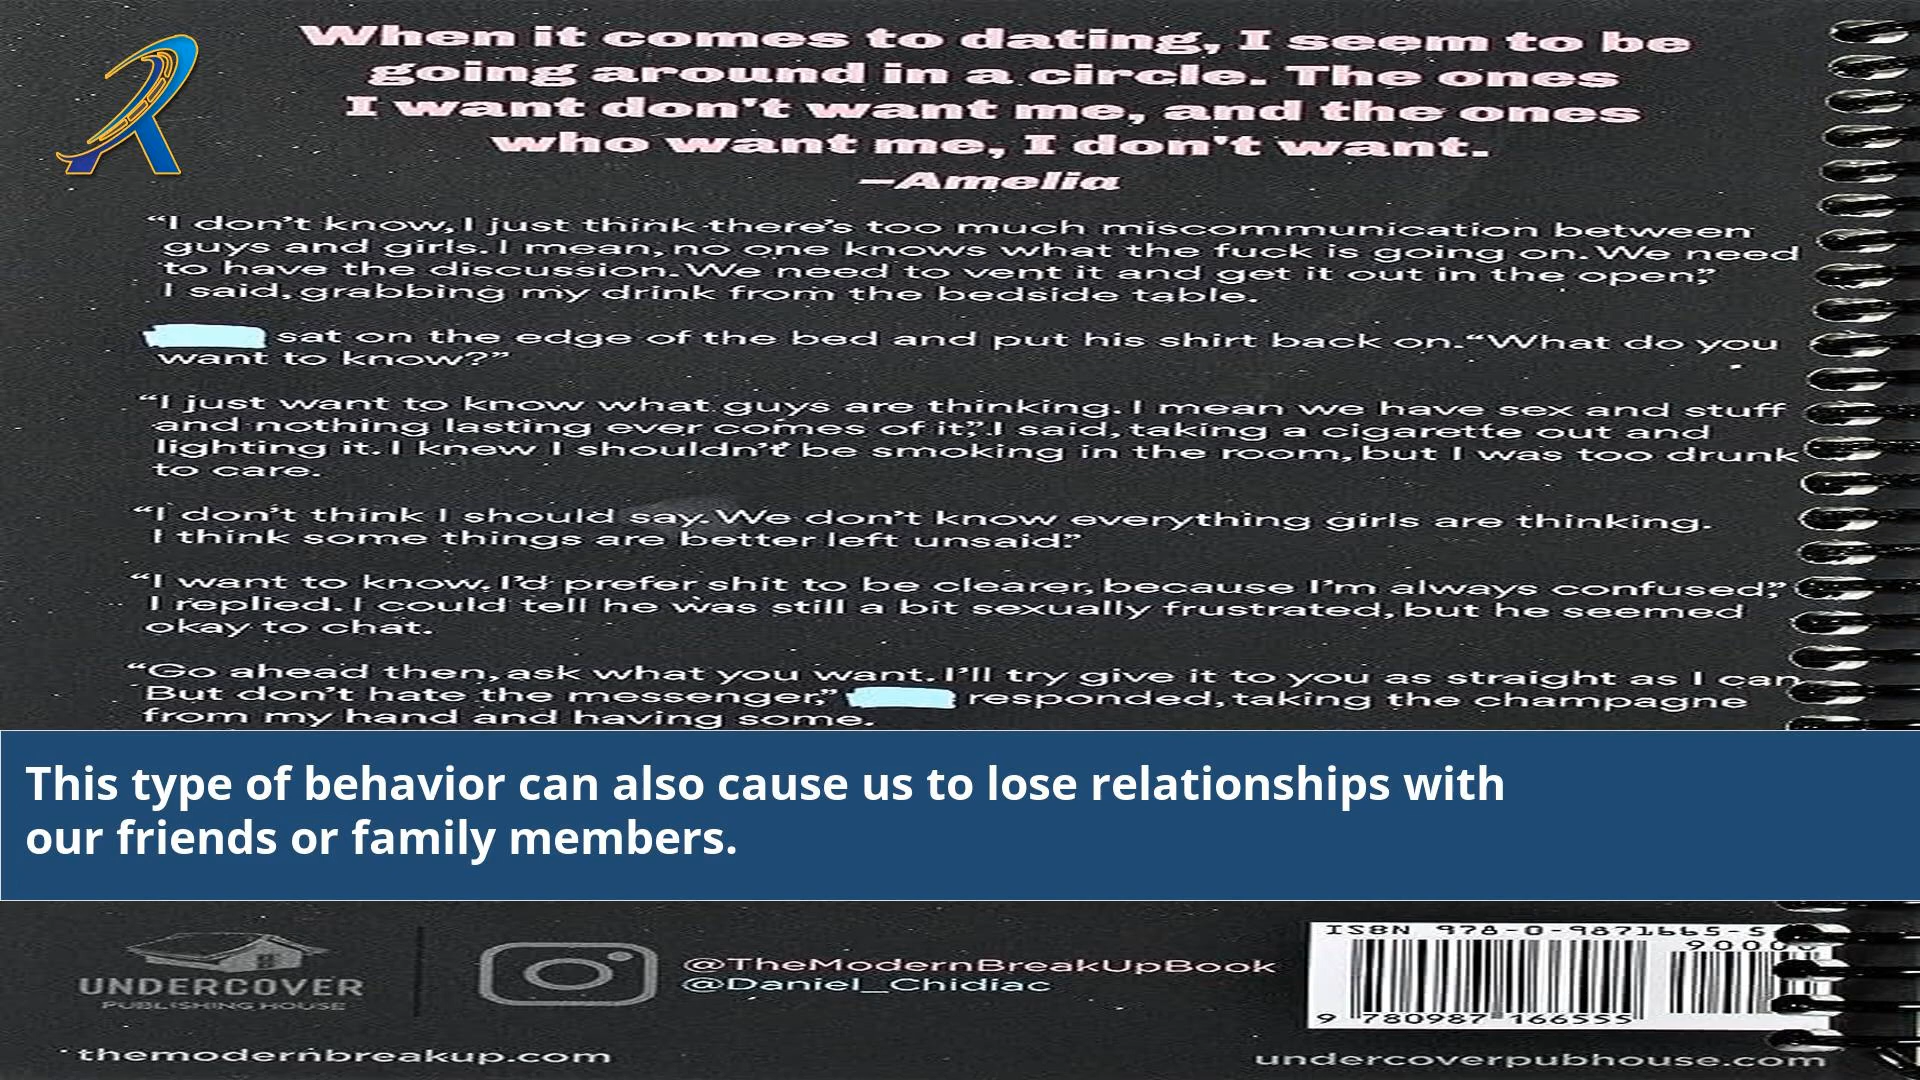 When it comes to dating, I seem to be
going around in a circle. The ones
I want don't want me, and the ones
who want me, I don't want.
—Amelia
“I don’t know, I just think there’s too much miscommunication between
guys and girls. I mean, no one knows what the fuck is going on. We need
to have the discussion. We need to vent it and get it out in the open,”
I said, grabbing my drink from the bedside table.
sat on the edge of the bed and put his shirt back on. “What do you
want to know?”
“I just want to know what guys are thinking. I mean we have sex and stuff
and nothing lasting ever comes of it,” I said, taking a cigarette out and
lighting it. I knew I shouldn’t be smoking in the room, but I was too drunk
to care.
“I don’t think I should say. We don’t know everything girls are thinking.
I think some things are better left unsaid.”
“I want to know. I’d prefer shit to be clearer, because I’m always confused,”
I replied. I could tell he was still a bit sexually frustrated, but he seemed
okay to chat.
“Go ahead then, ask what you want. I’ll try give it to you as straight as I can.
But don’t hate the messenger,” responded, taking the champagne
from my hand and having some.
This type of behavior can also cause us to lose relationships with
our friends or family members.
UNDERCOVER
PUBLISHING HOUSE
@TheModernBreakUpBook
@Daniel_Chidiac
ISBN 978-0-9871665-5
9000
9 780987 166555
themodernbreakup.com
undercoverpubhouse.com